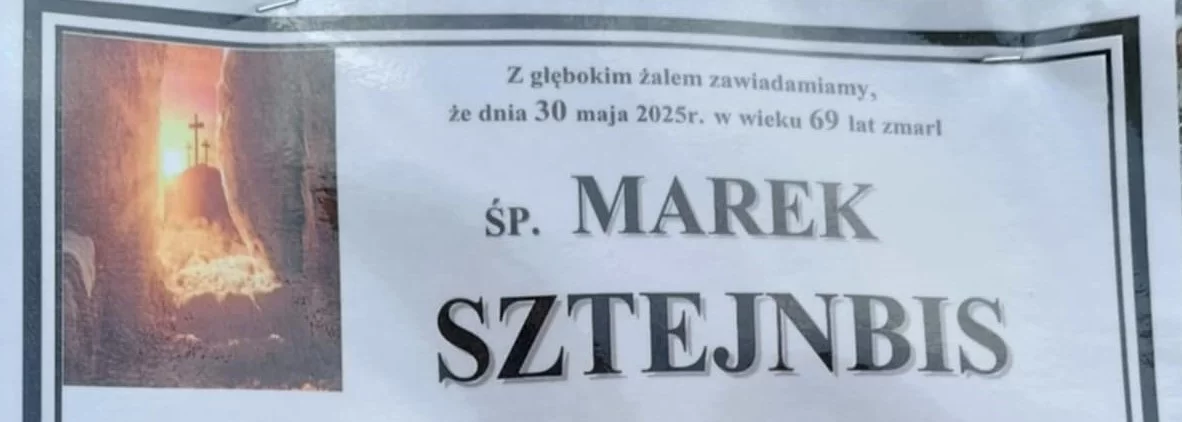 Z głębokim żalem zawiadamiamy,
że dnia 30 maja 2025r. w wieku 69 lat zmarł
ŚP. MAREK
SZTEJNBIS